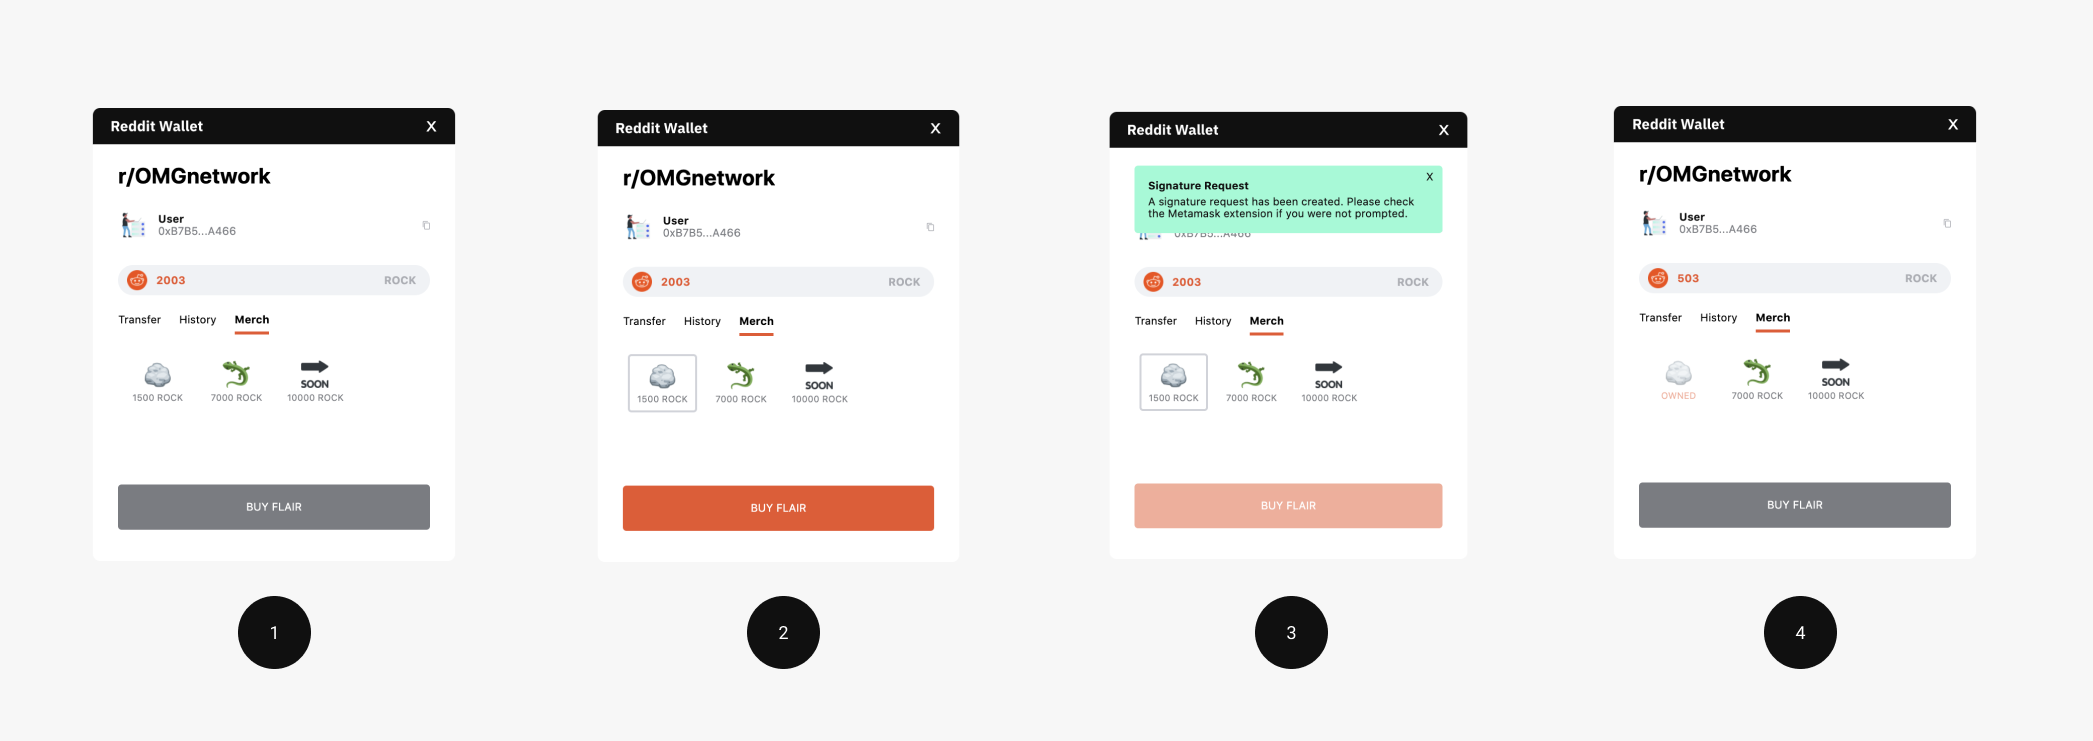 Reddit Wallet X
r/OMGnetwork
User
0xB7B5...A466
2003 ROCK
Transfer History Merch
SOON
1500 ROCK 7000 ROCK 10000 ROCK
BUY FLAIR
1
Reddit Wallet X
r/OMGnetwork
User
0xB7B5...A466
2003 ROCK
Transfer History Merch
SOON
1500 ROCK 7000 ROCK 10000 ROCK
BUY FLAIR
2
Reddit Wallet X
Signature Request X
A signature request has been created. Please check
the Metamask extension if you were not prompted.
0xB7B5...A466
2003 ROCK
Transfer History Merch
SOON
1500 ROCK 7000 ROCK 10000 ROCK
BUY FLAIR
3
Reddit Wallet X
r/OMGnetwork
User
0xB7B5...A466
503 ROCK
Transfer History Merch
SOON
OWNED 7000 ROCK 10000 ROCK
BUY FLAIR
4